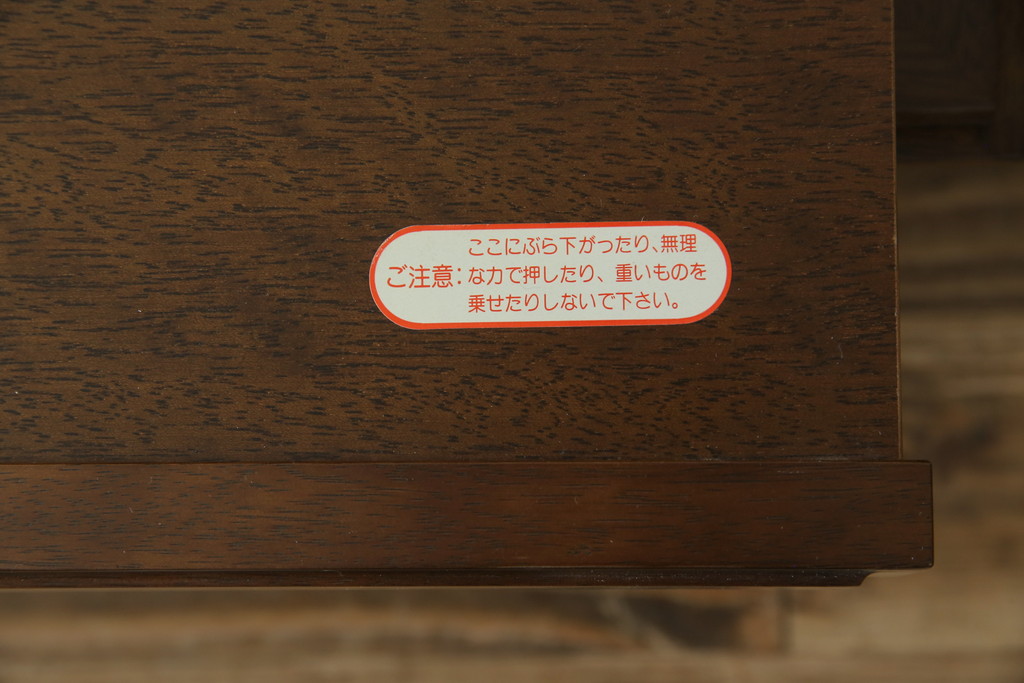 ご注意:
ここにぶら下がったり、無理
な力で押したり、重いものを
乗せたりしないで下さい。